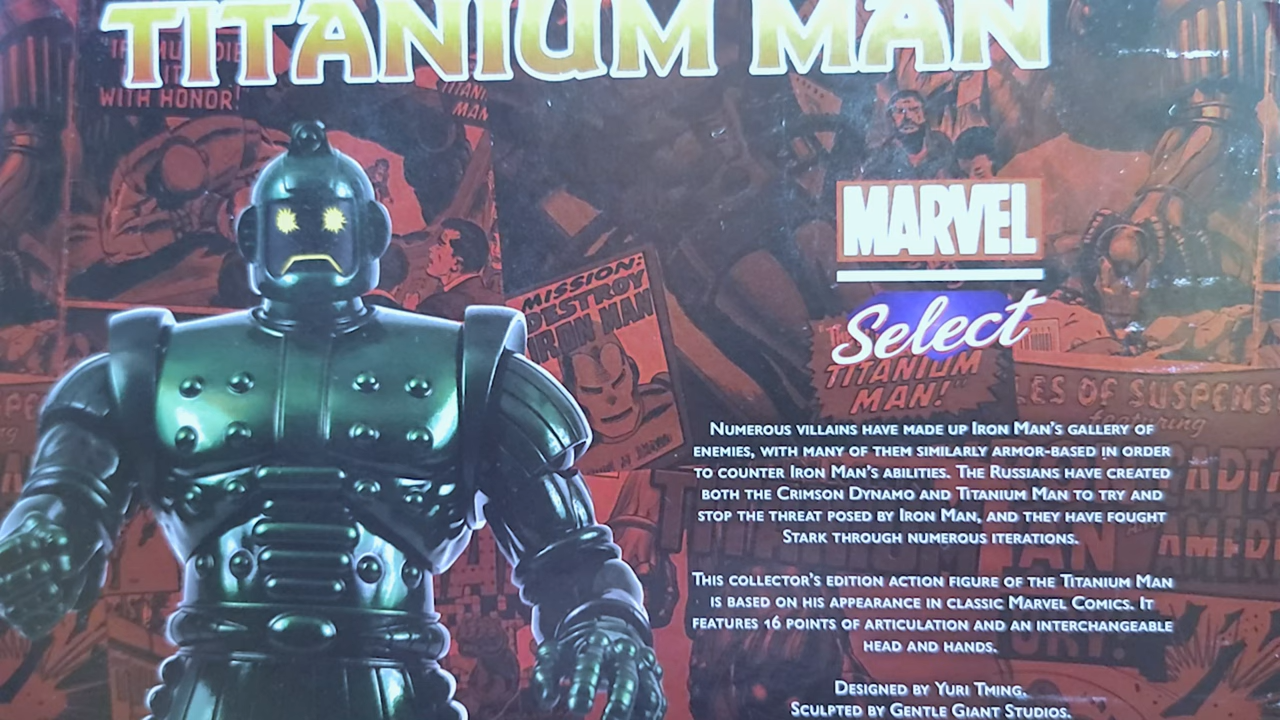 TITANIUM MAN
WITH HONOR!
TITANIUM
MAN
MISSION:
DESTROY
IRON MAN
MARVEL
Select
TITANIUM
MAN!"
LES OF SUSPENS
featuring
NUMEROUS VILLAINS HAVE MADE UP IRON MAN'S GALLERY OF
ENEMIES, WITH MANY OF THEM SIMILARLY ARMOR-BASED IN ORDER
TO COUNTER IRON MAN'S ABILITIES. THE RUSSIANS HAVE CREATED
BOTH THE CRIMSON DYNAMO AND TITANIUM MAN TO TRY AND
STOP THE THREAT POSED BY IRON MAN, AND THEY HAVE FOUGHT
STARK THROUGH NUMEROUS ITERATIONS.
THIS COLLECTOR'S EDITION ACTION FIGURE OF THE TITANIUM MAN
IS BASED ON HIS APPEARANCE IN CLASSIC MARVEL COMICS. IT
FEATURES 16 POINTS OF ARTICULATION AND AN INTERCHANGEABLE
HEAD AND HANDS.
DESIGNED BY YURI TMING.
SCULPTED BY GENTLE GIANT STUDIOS.